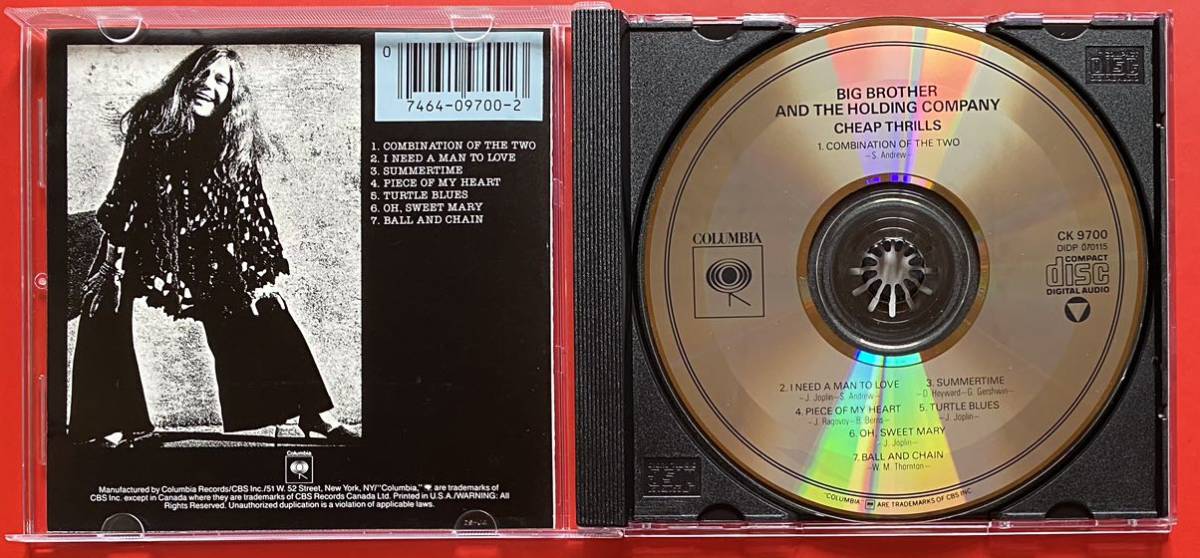 0
7464-09700-2
1. COMBINATION OF THE TWO
2. I NEED A MAN TO LOVE
3. SUMMERTIME
4. PIECE OF MY HEART
5. TURTLE BLUES
6. OH, SWEET MARY
7. BALL AND CHAIN
COLUMBIA
Manufactured by Columbia Records/CBS Inc./51 W. 52 Street, New York, NY/"Columbia," are trademarks of
CBS Inc. except in Canada where they are trademarks of CBS Records Canada Ltd. Printed in U.S.A./WARNING: All
Rights Reserved. Unauthorized duplication is a violation of applicable laws.
BIG BROTHER
AND THE HOLDING COMPANY
CHEAP THRILLS
1. COMBINATION OF THE TWO
–S. Andrew–
COLUMBIA
CK 9700
DIDP 070115
COMPACT
disc
DIGITAL AUDIO
2. I NEED A MAN TO LOVE
–J. Joplin–S. Andrew–
3. SUMMERTIME
–D. Heyward–G. Gershwin–
4. PIECE OF MY HEART
–J. Ragovoy–B. Berns–
5. TURTLE BLUES
–J. Joplin–
6. OH, SWEET MARY
–J. Joplin–
7. BALL AND CHAIN
–W. M. Thornton–
"COLUMBIA," ARE TRADEMARKS OF CBS INC.